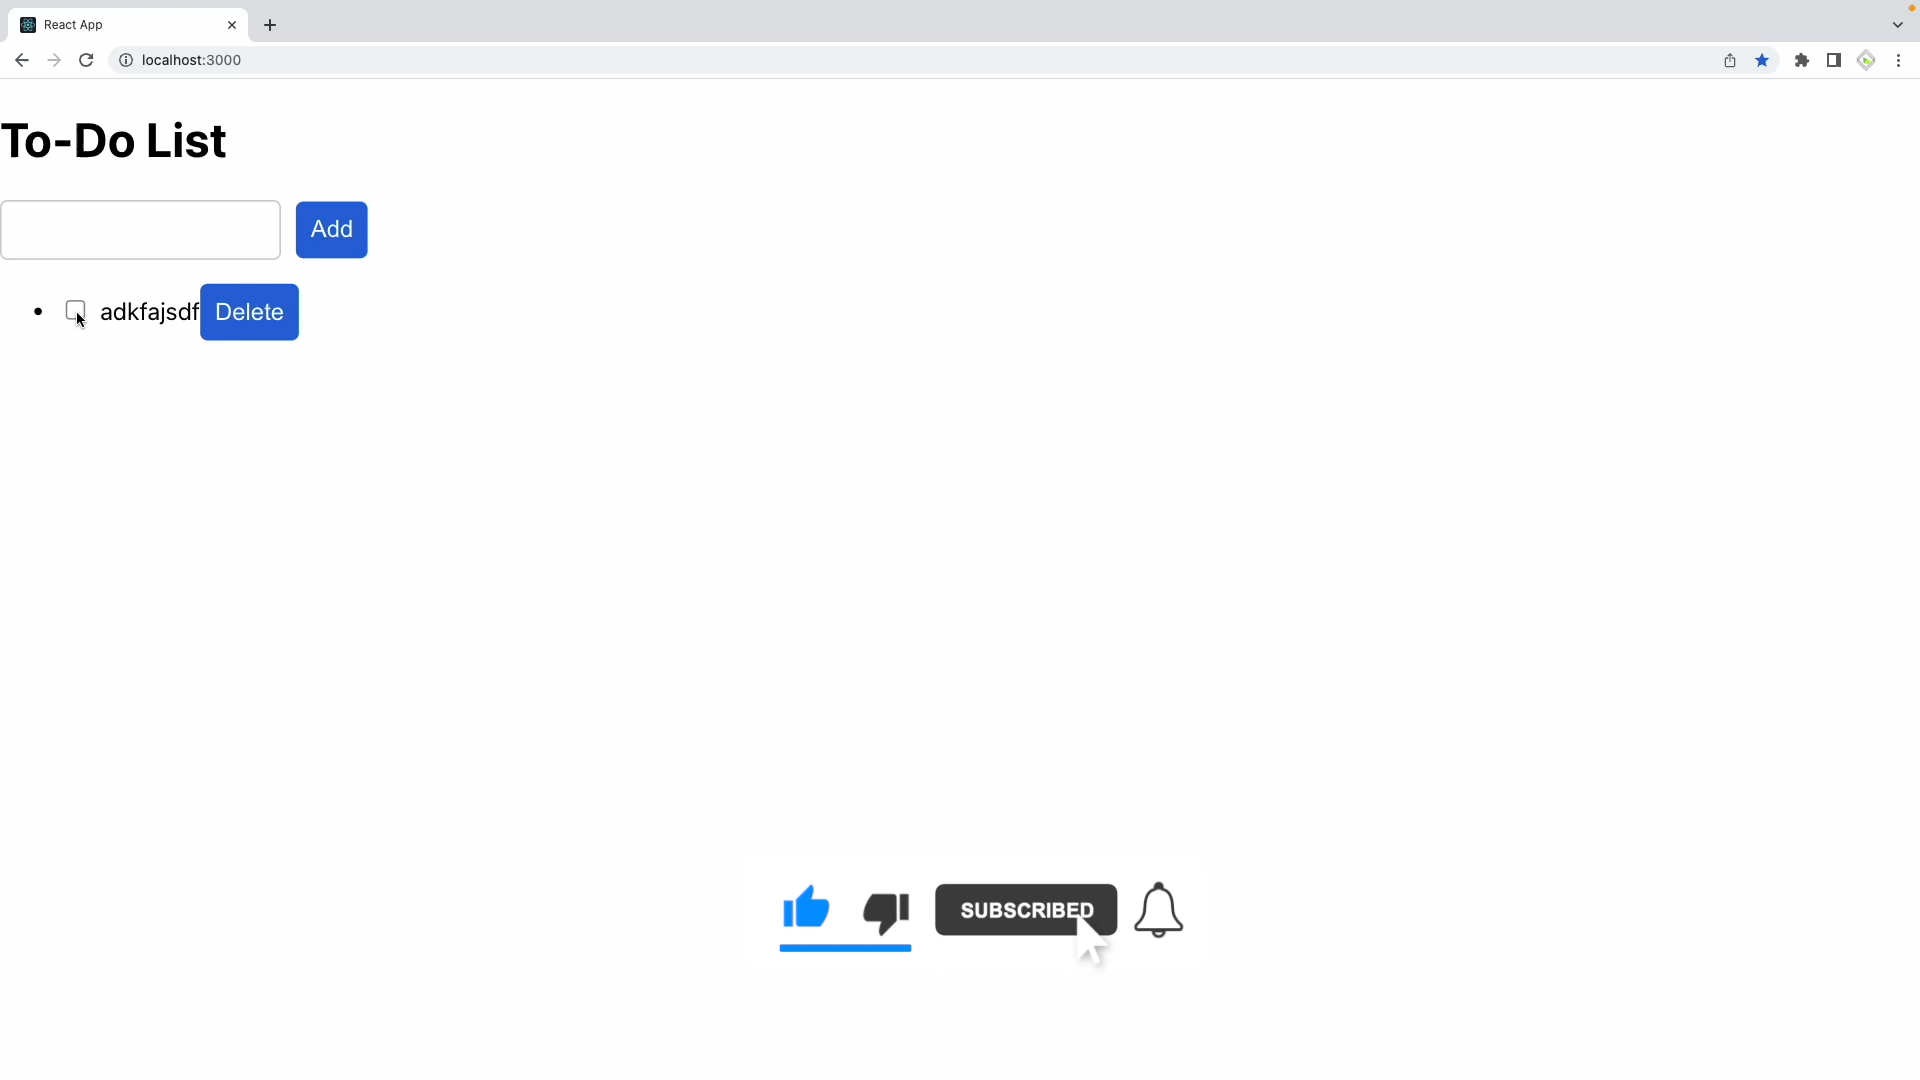 React App
localhost:3000
To-Do List
Add
adkfajsdf Delete
SUBSCRIBED